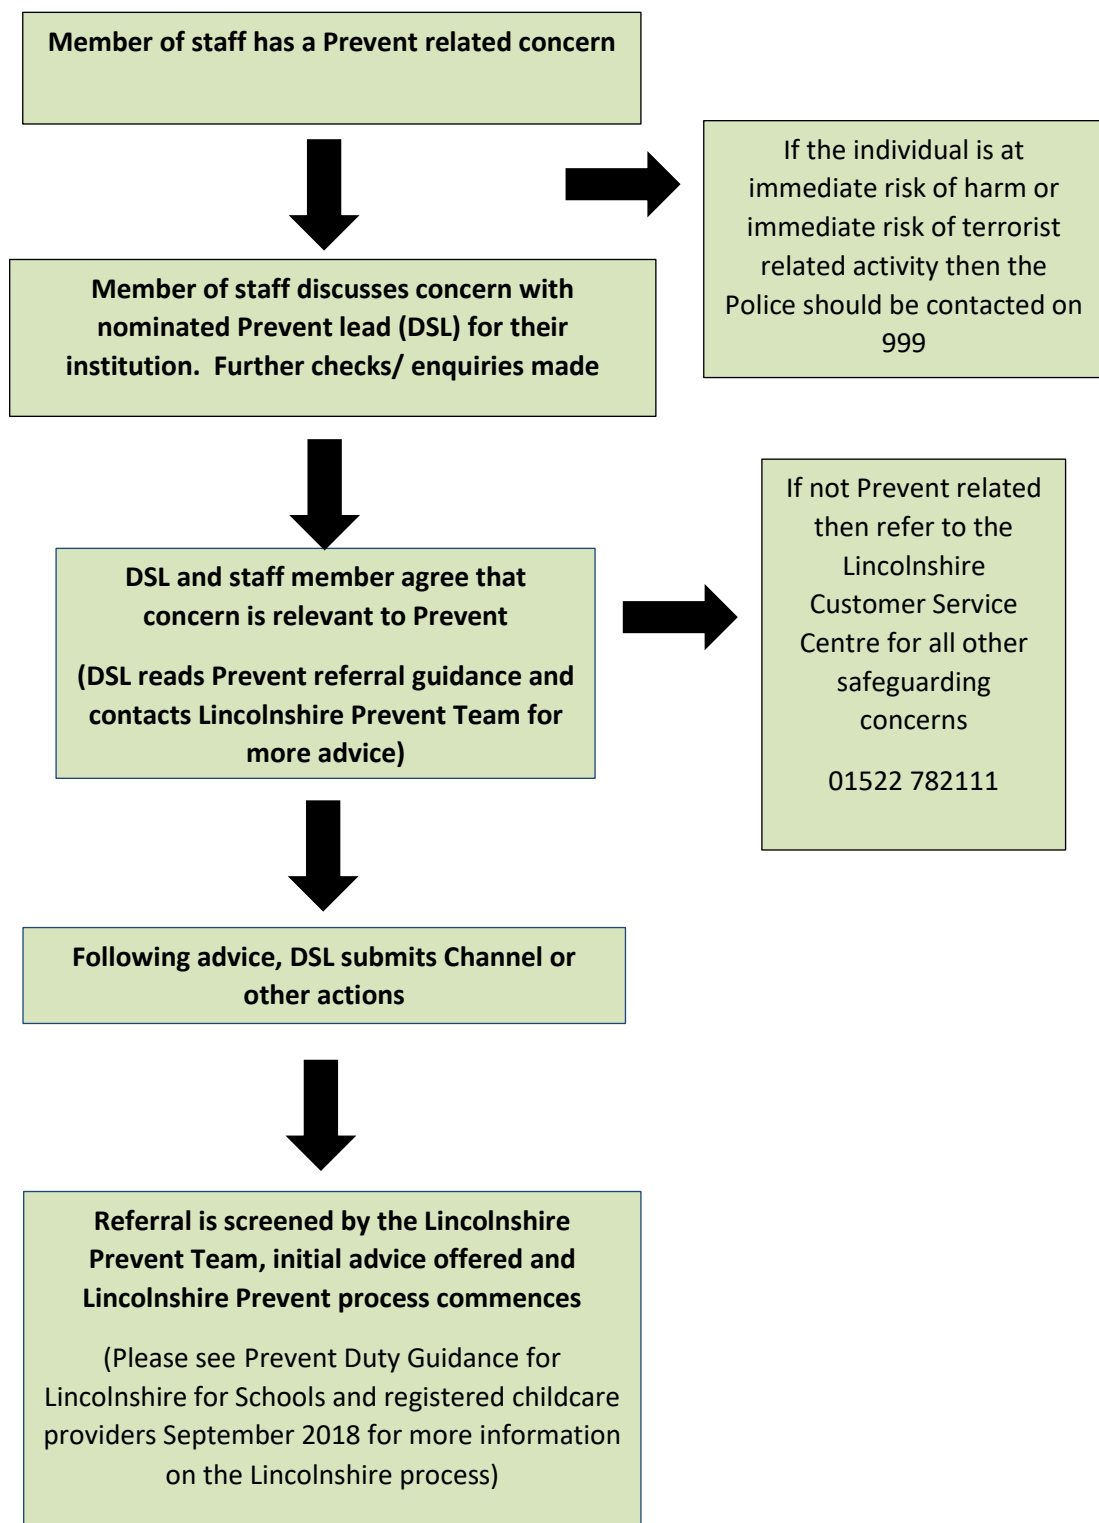 Member of staff has a Prevent related concern
If the individual is at
immediate risk of harm or
immediate risk of terrorist
related activity then the
Police should be contacted on
999
Member of staff discusses concern with
nominated Prevent lead (DSL) for their
institution.  Further checks/ enquiries made
If not Prevent related
then refer to the
Lincolnshire
Customer Service
Centre for all other
safeguarding
concerns
01522 782111
DSL and staff member agree that
concern is relevant to Prevent
(DSL reads Prevent referral guidance and
contacts Lincolnshire Prevent Team for
more advice)
Following advice, DSL submits Channel or
other actions
Referral is screened by the Lincolnshire
Prevent Team, initial advice offered and
Lincolnshire Prevent process commences
(Please see Prevent Duty Guidance for
Lincolnshire for Schools and registered childcare
providers September 2018 for more information
on the Lincolnshire process)